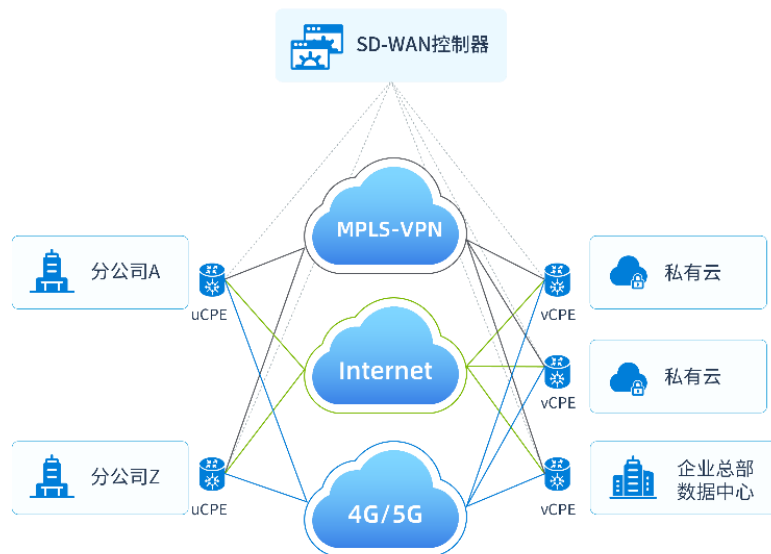 SD-WAN控制器
MPLS-VPN
分公司A
uCPE
vCPE
私有云
Internet
vCPE
私有云
分公司Z
uCPE
4G/5G
vCPE
企业总部
数据中心